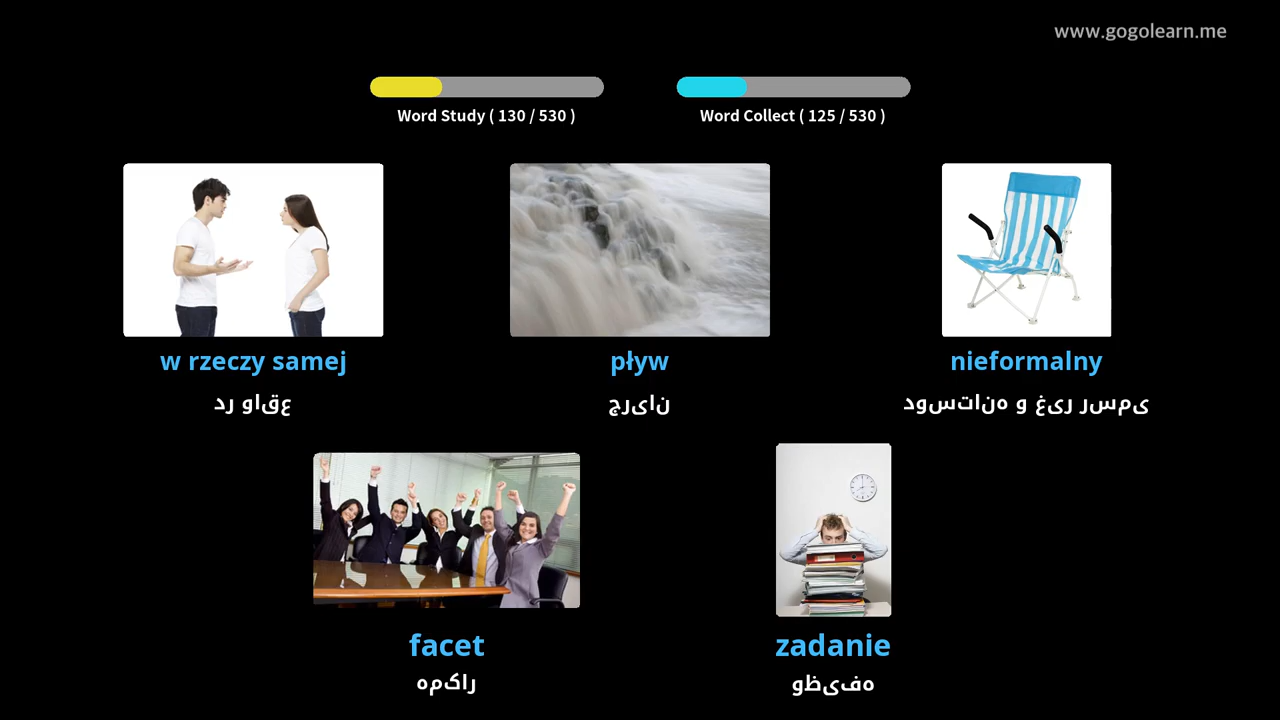 www.gogolearn.me
Word Study ( 130 / 530 )
Word Collect ( 125 / 530 )
w rzeczy samej
pływ
nieformalny
در واقع
جریان
دوستانه و غیر رسمی
facet
zadanie
همکار
وظیفه